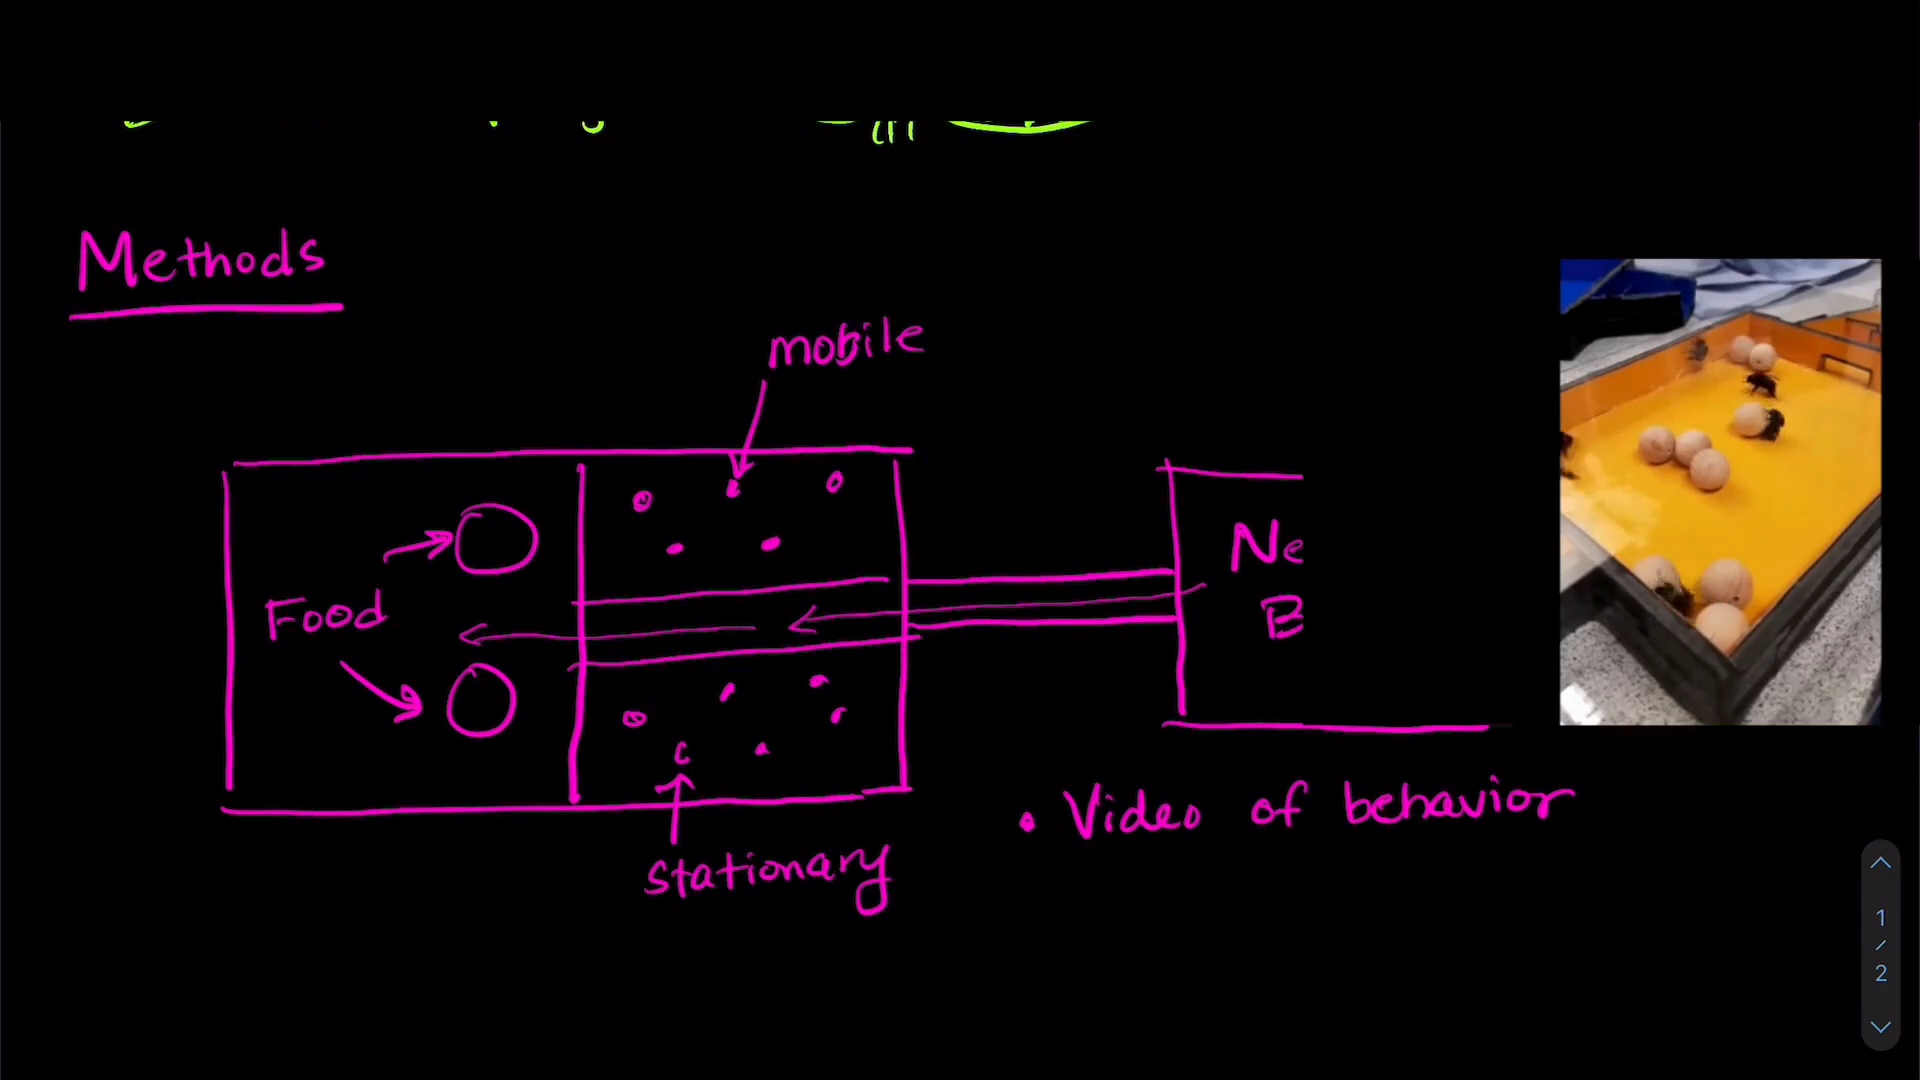 Methods
mobile
Food
Ne
B
Stationary
• Video of behavior
1
/
2